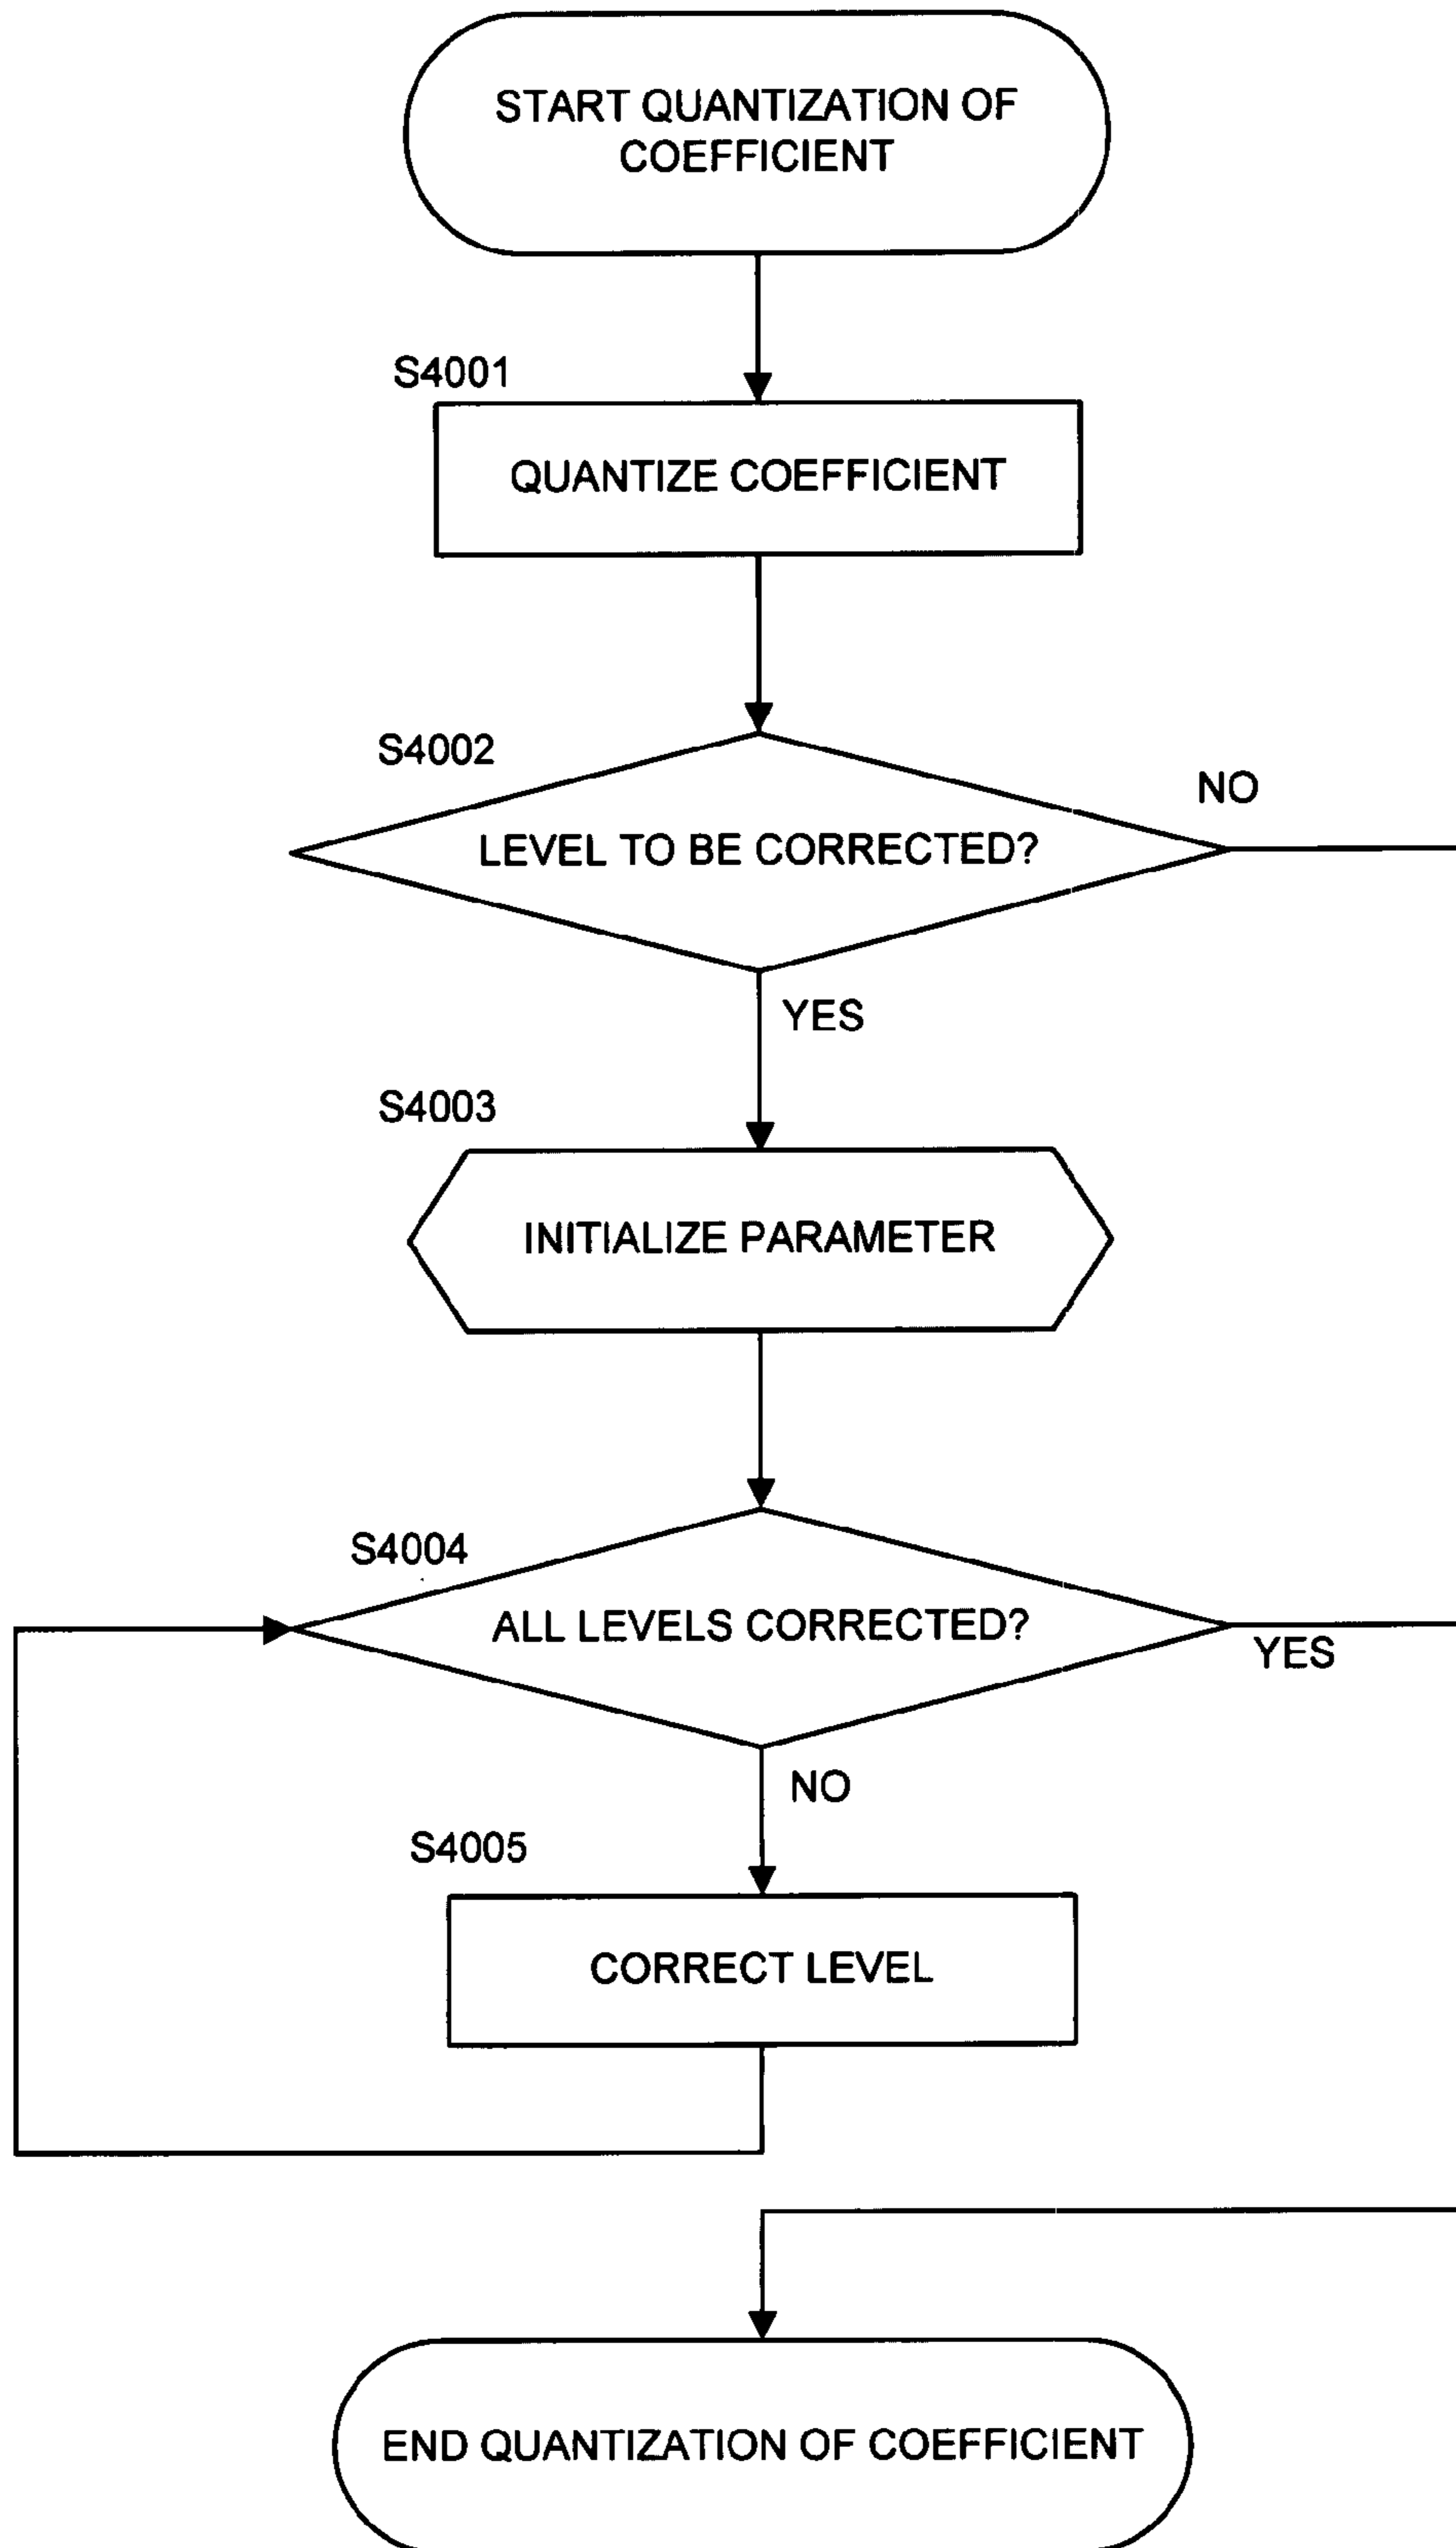 START QUANTIZATION OF
COEFFICIENT
S4001
QUANTIZE COEFFICIENT
S4002
NO
LEVEL TO BE CORRECTED?
YES
S4003
INITIALIZE PARAMETER
S4004
ALL LEVELS CORRECTED?
YES
NO
S4005
CORRECT LEVEL
END QUANTIZATION OF COEFFICIENT